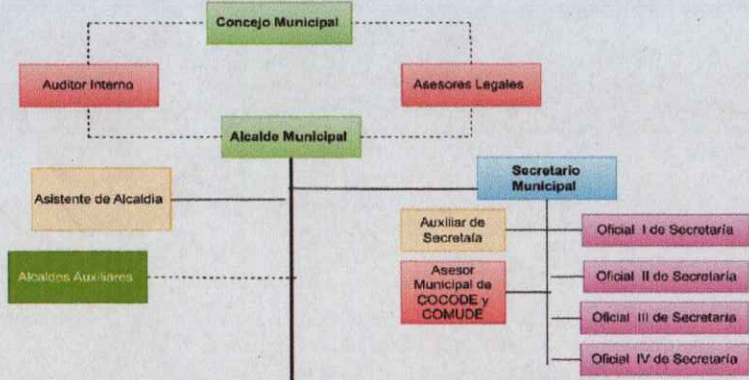 Concejo Municipal
Auditor Interno
Asesores Legales
Alcalde Municipal
Secretario
Municipal
Asistente de Alcaldía
Auxiliar de
Secretaía
Oficial I de Secretaría
Alcaldes Auxiliares
Asesor
Municipal de
COCODE y
COMUDE
Oficial II de Secretaría
Oficial III de Secretaría
Oficial IV de Secretaría